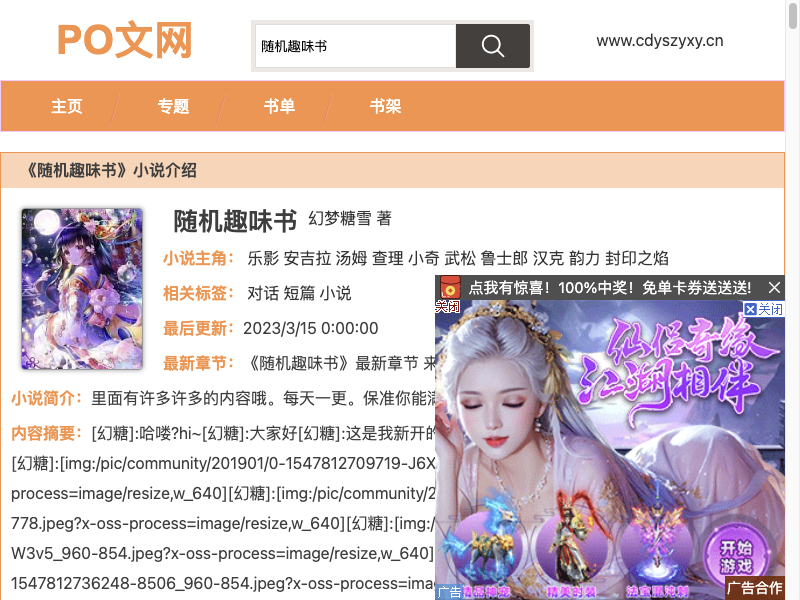 PO文网
随机趣味书
www.cdyszyxy.cn
主页 专题 书单 书架
《随机趣味书》小说介绍
随机趣味书 幻梦糖雪 著
小说主角： 乐影 安吉拉 汤姆 查理 小奇 武松 鲁士郎 汉克 韵力 封印之焰
相关标签： 对话 短篇 小说
最后更新： 2023/3/15 0:00:00
最新章节： 《随机趣味书》最新章节 来
小说简介： 里面有许多许多的内容哦。每天一更。保准你能满
内容摘要： [幻糖]:哈喽?hi~[幻糖]:大家好[幻糖]:这是我新开的
[幻糖]:[img:/pic/community/201901/0-1547812709719-J6X
process=image/resize,w_640][幻糖]:[img:/pic/community/2
778.jpeg?x-oss-process=image/resize,w_640][幻糖]:[img:/
W3v5_960-854.jpeg?x-oss-process=image/resize,w_640]
1547812736248-8506_960-854.jpeg?x-oss-process=ima
点我有惊喜！100%中奖！免单卡券送送送!
关闭
关闭
仙侣奇缘
江湖相伴
开始
游戏
广告
精品神宠 精美时装
广告合作